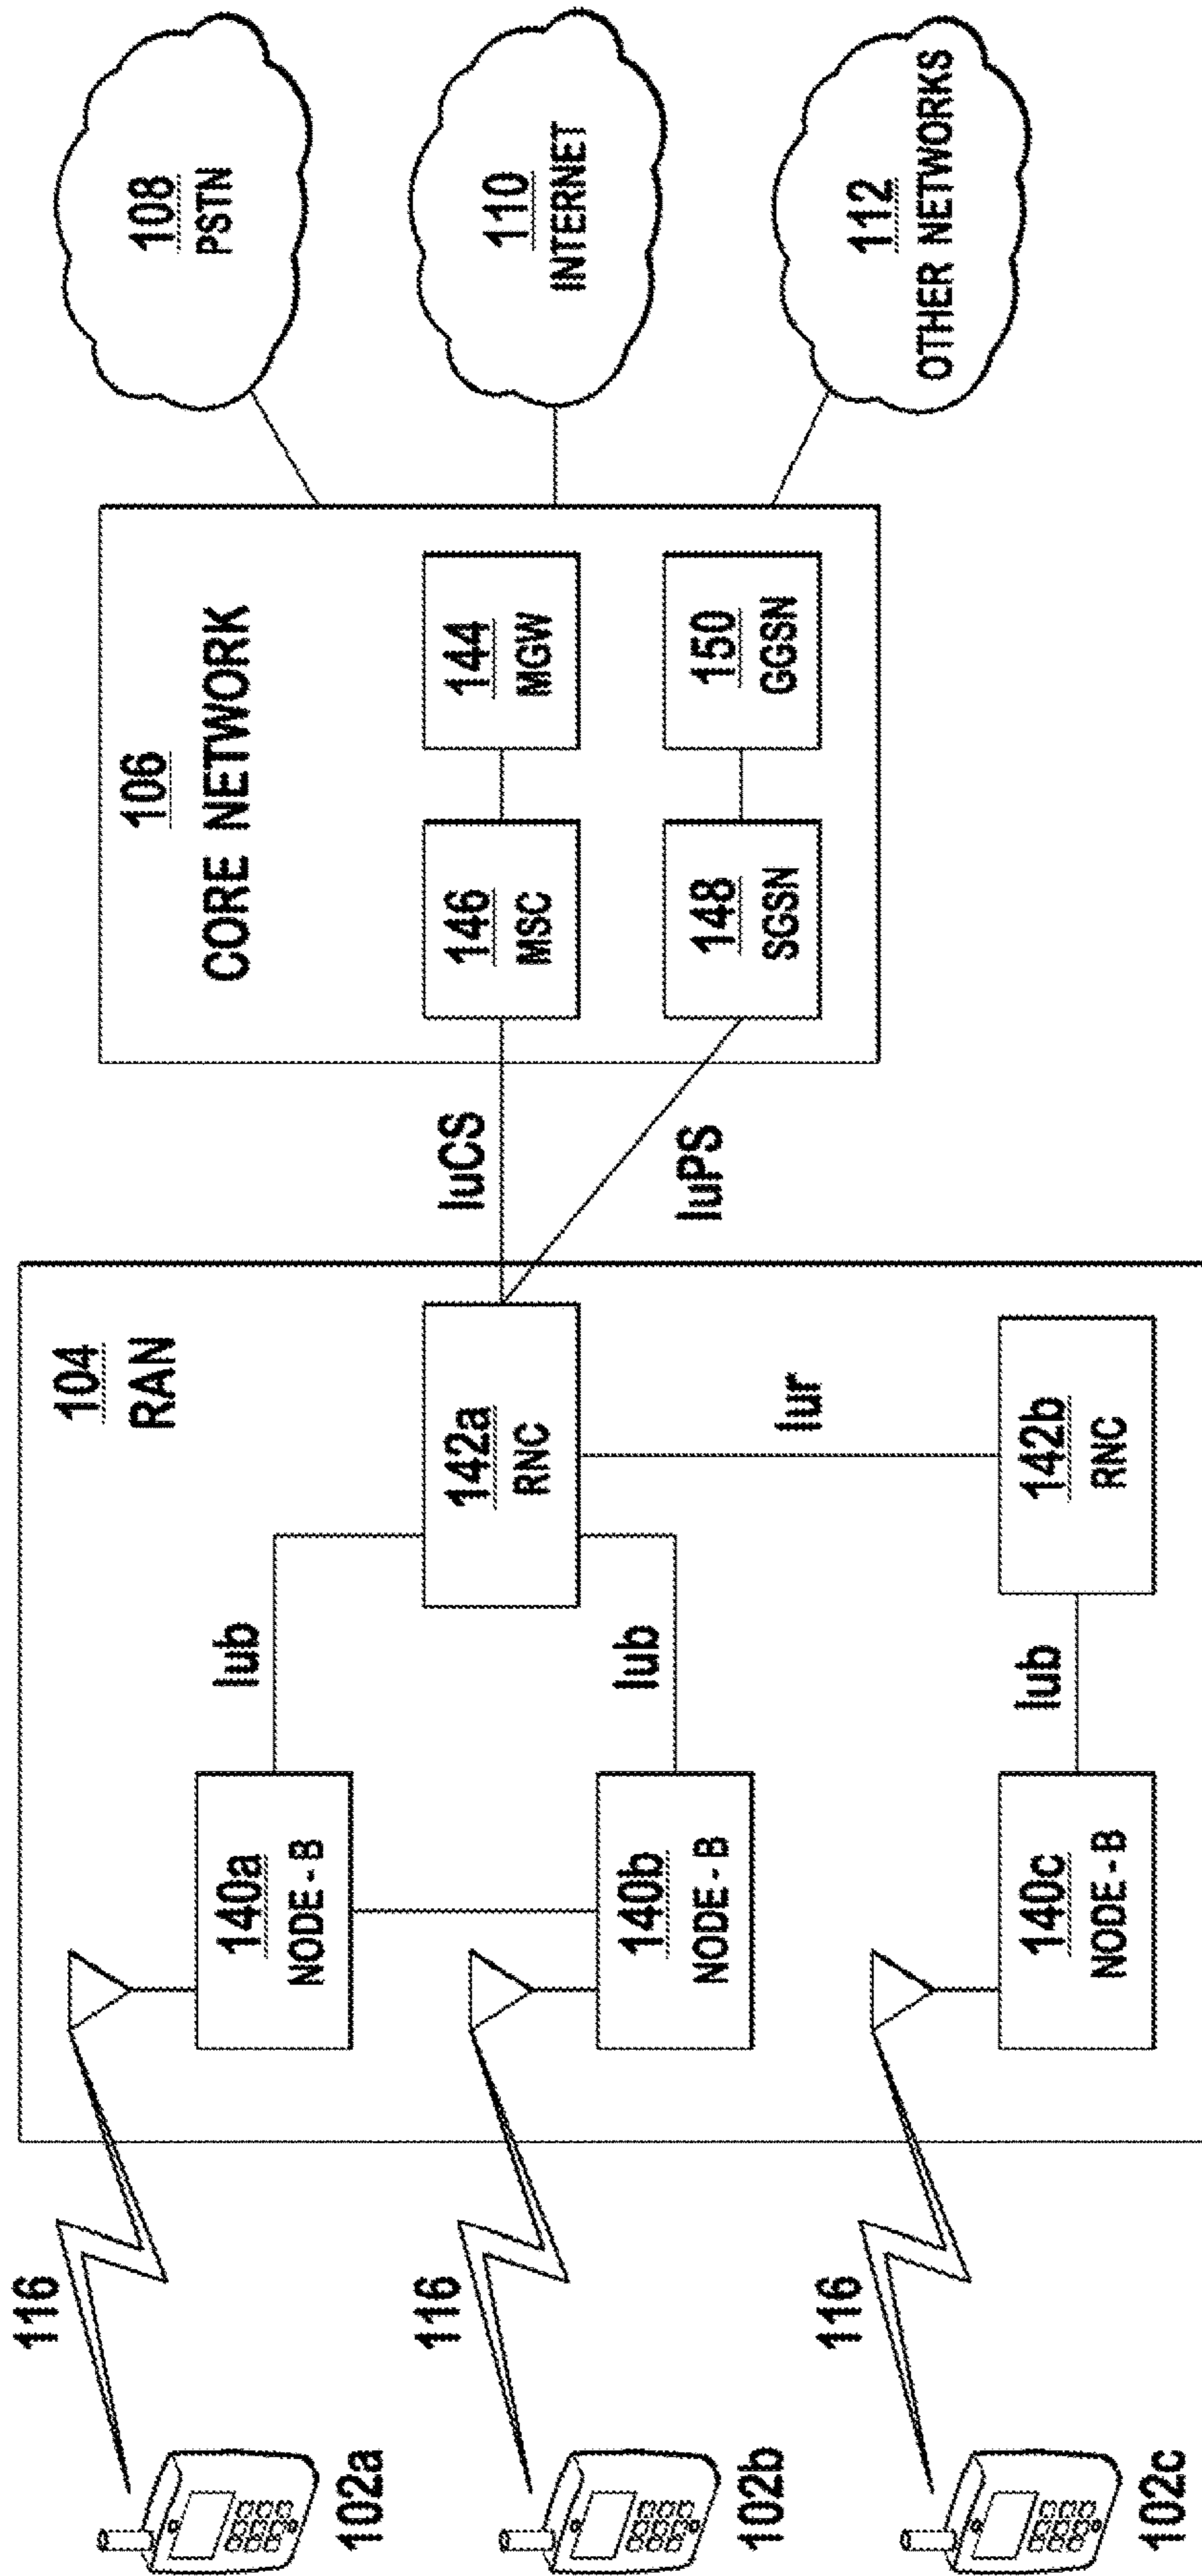 102a
116
102b
116
102c
116
104
RAN
140a
NODE - B
140b
NODE - B
140c
NODE - B
Iub
Iub
Iub
142a
RNC
Iur
142b
RNC
IuCS
IuPS
106
CORE NETWORK
146
MSC
144
MGW
148
SGSN
150
GGSN
108
PSTN
110
INTERNET
112
OTHER NETWORKS